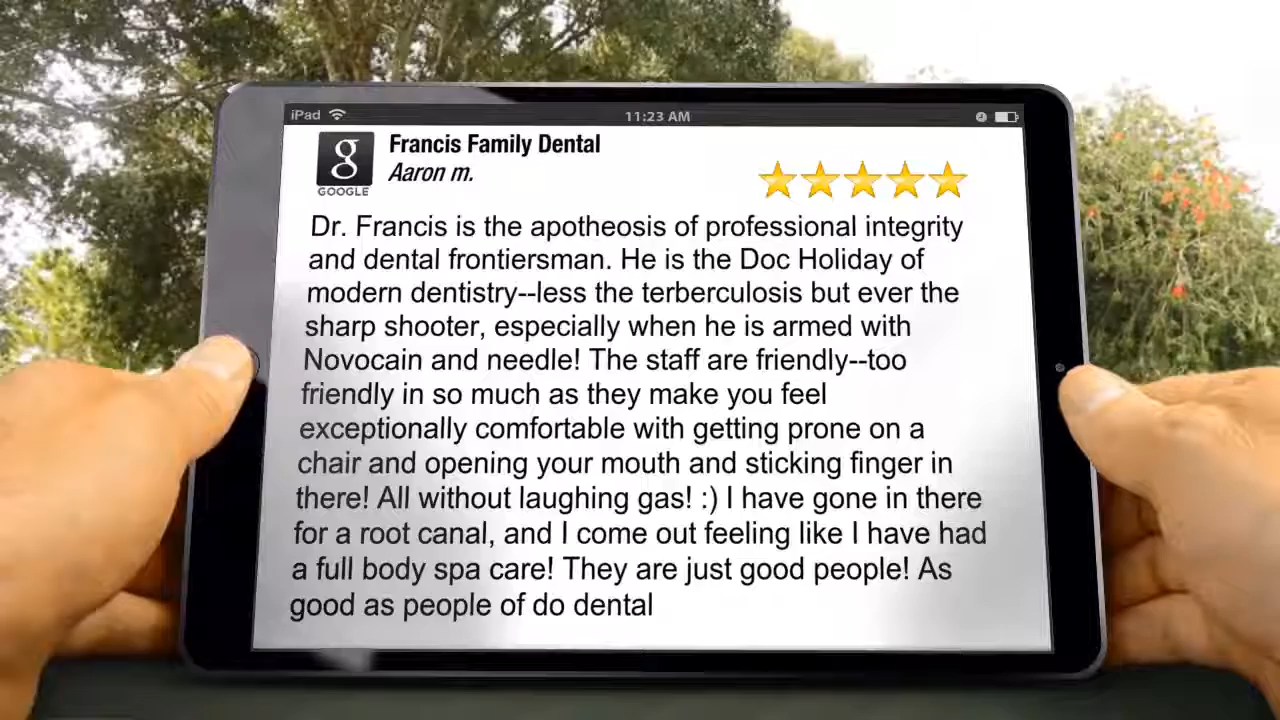 iPad
11:23 AM
Francis Family Dental
Aaron m.
g
GOOGLE
Dr. Francis is the apotheosis of professional integrity
and dental frontiersman. He is the Doc Holiday of
modern dentistry--less the terberculosis but ever the
sharp shooter, especially when he is armed with
Novocain and needle! The staff are friendly--too
friendly in so much as they make you feel
exceptionally comfortable with getting prone on a
chair and opening your mouth and sticking finger in
there! All without laughing gas! :) I have gone in there
for a root canal, and I come out feeling like I have had
a full body spa care! They are just good people! As
good as people of do dental